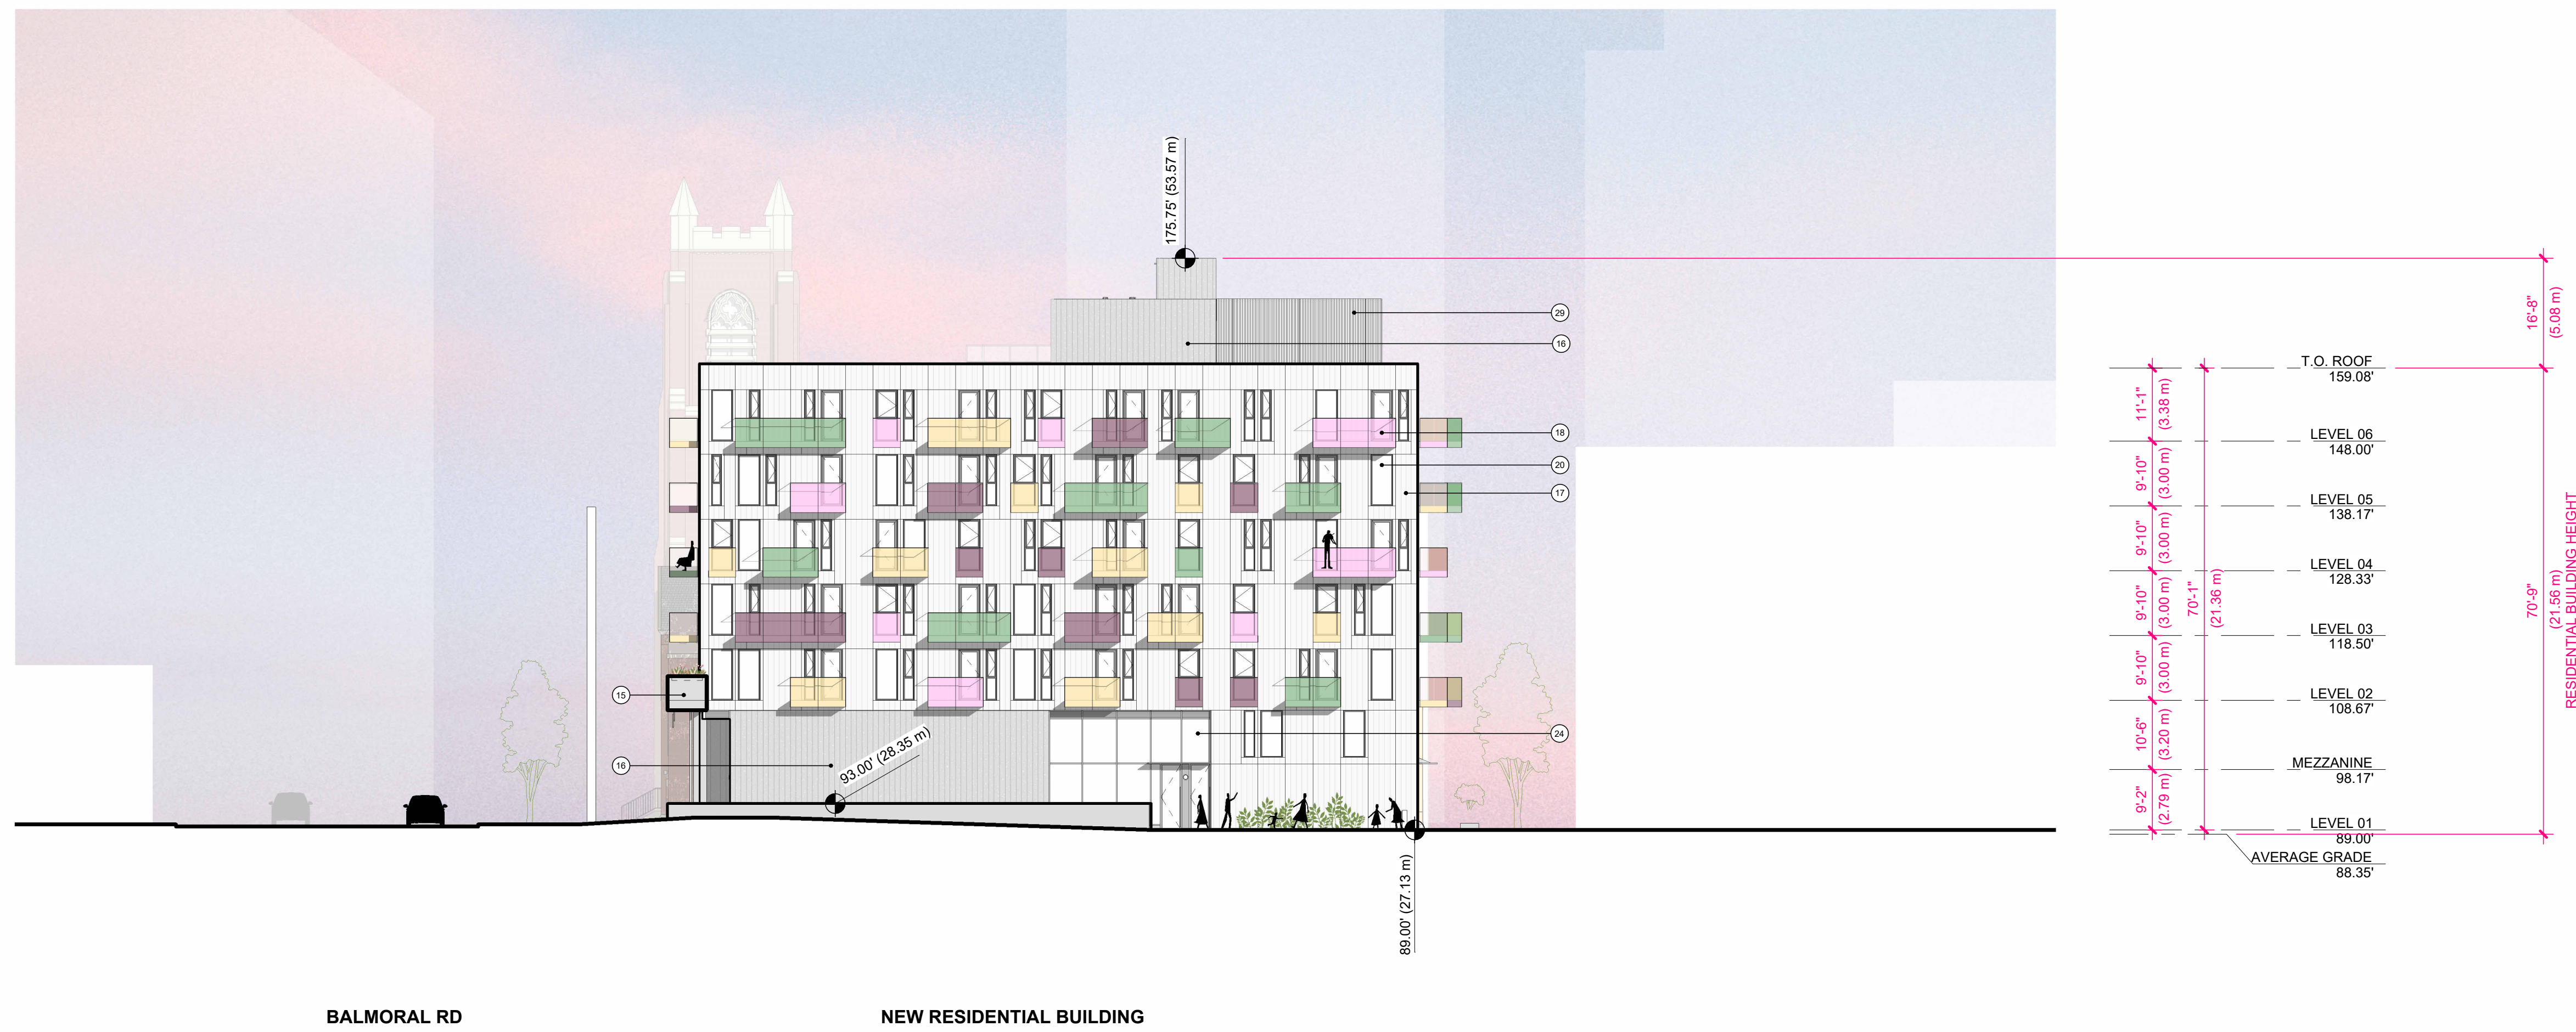 175.75' (53.57 m)
29
16
18
20
17
15
24
16
93.00' (28.35 m)
89.00' (27.13 m)
T.O. ROOF
159.08'
LEVEL 06
148.00'
LEVEL 05
138.17'
LEVEL 04
128.33'
LEVEL 03
118.50'
LEVEL 02
108.67'
MEZZANINE
98.17'
LEVEL 01
89.00'
AVERAGE GRADE
88.35'
11'-1"
(3.38 m)
9'-10"
(3.00 m)
9'-10"
(3.00 m)
9'-10"
(3.00 m)
9'-10"
(3.00 m)
10'-6"
(3.20 m)
9'-2"
(2.79 m)
70'-1"
(21.36 m)
16'-8"
(5.08 m)
70'-9"
(21.56 m)
RESIDENTIAL BUILDING HEIGHT
BALMORAL RD
NEW RESIDENTIAL BUILDING